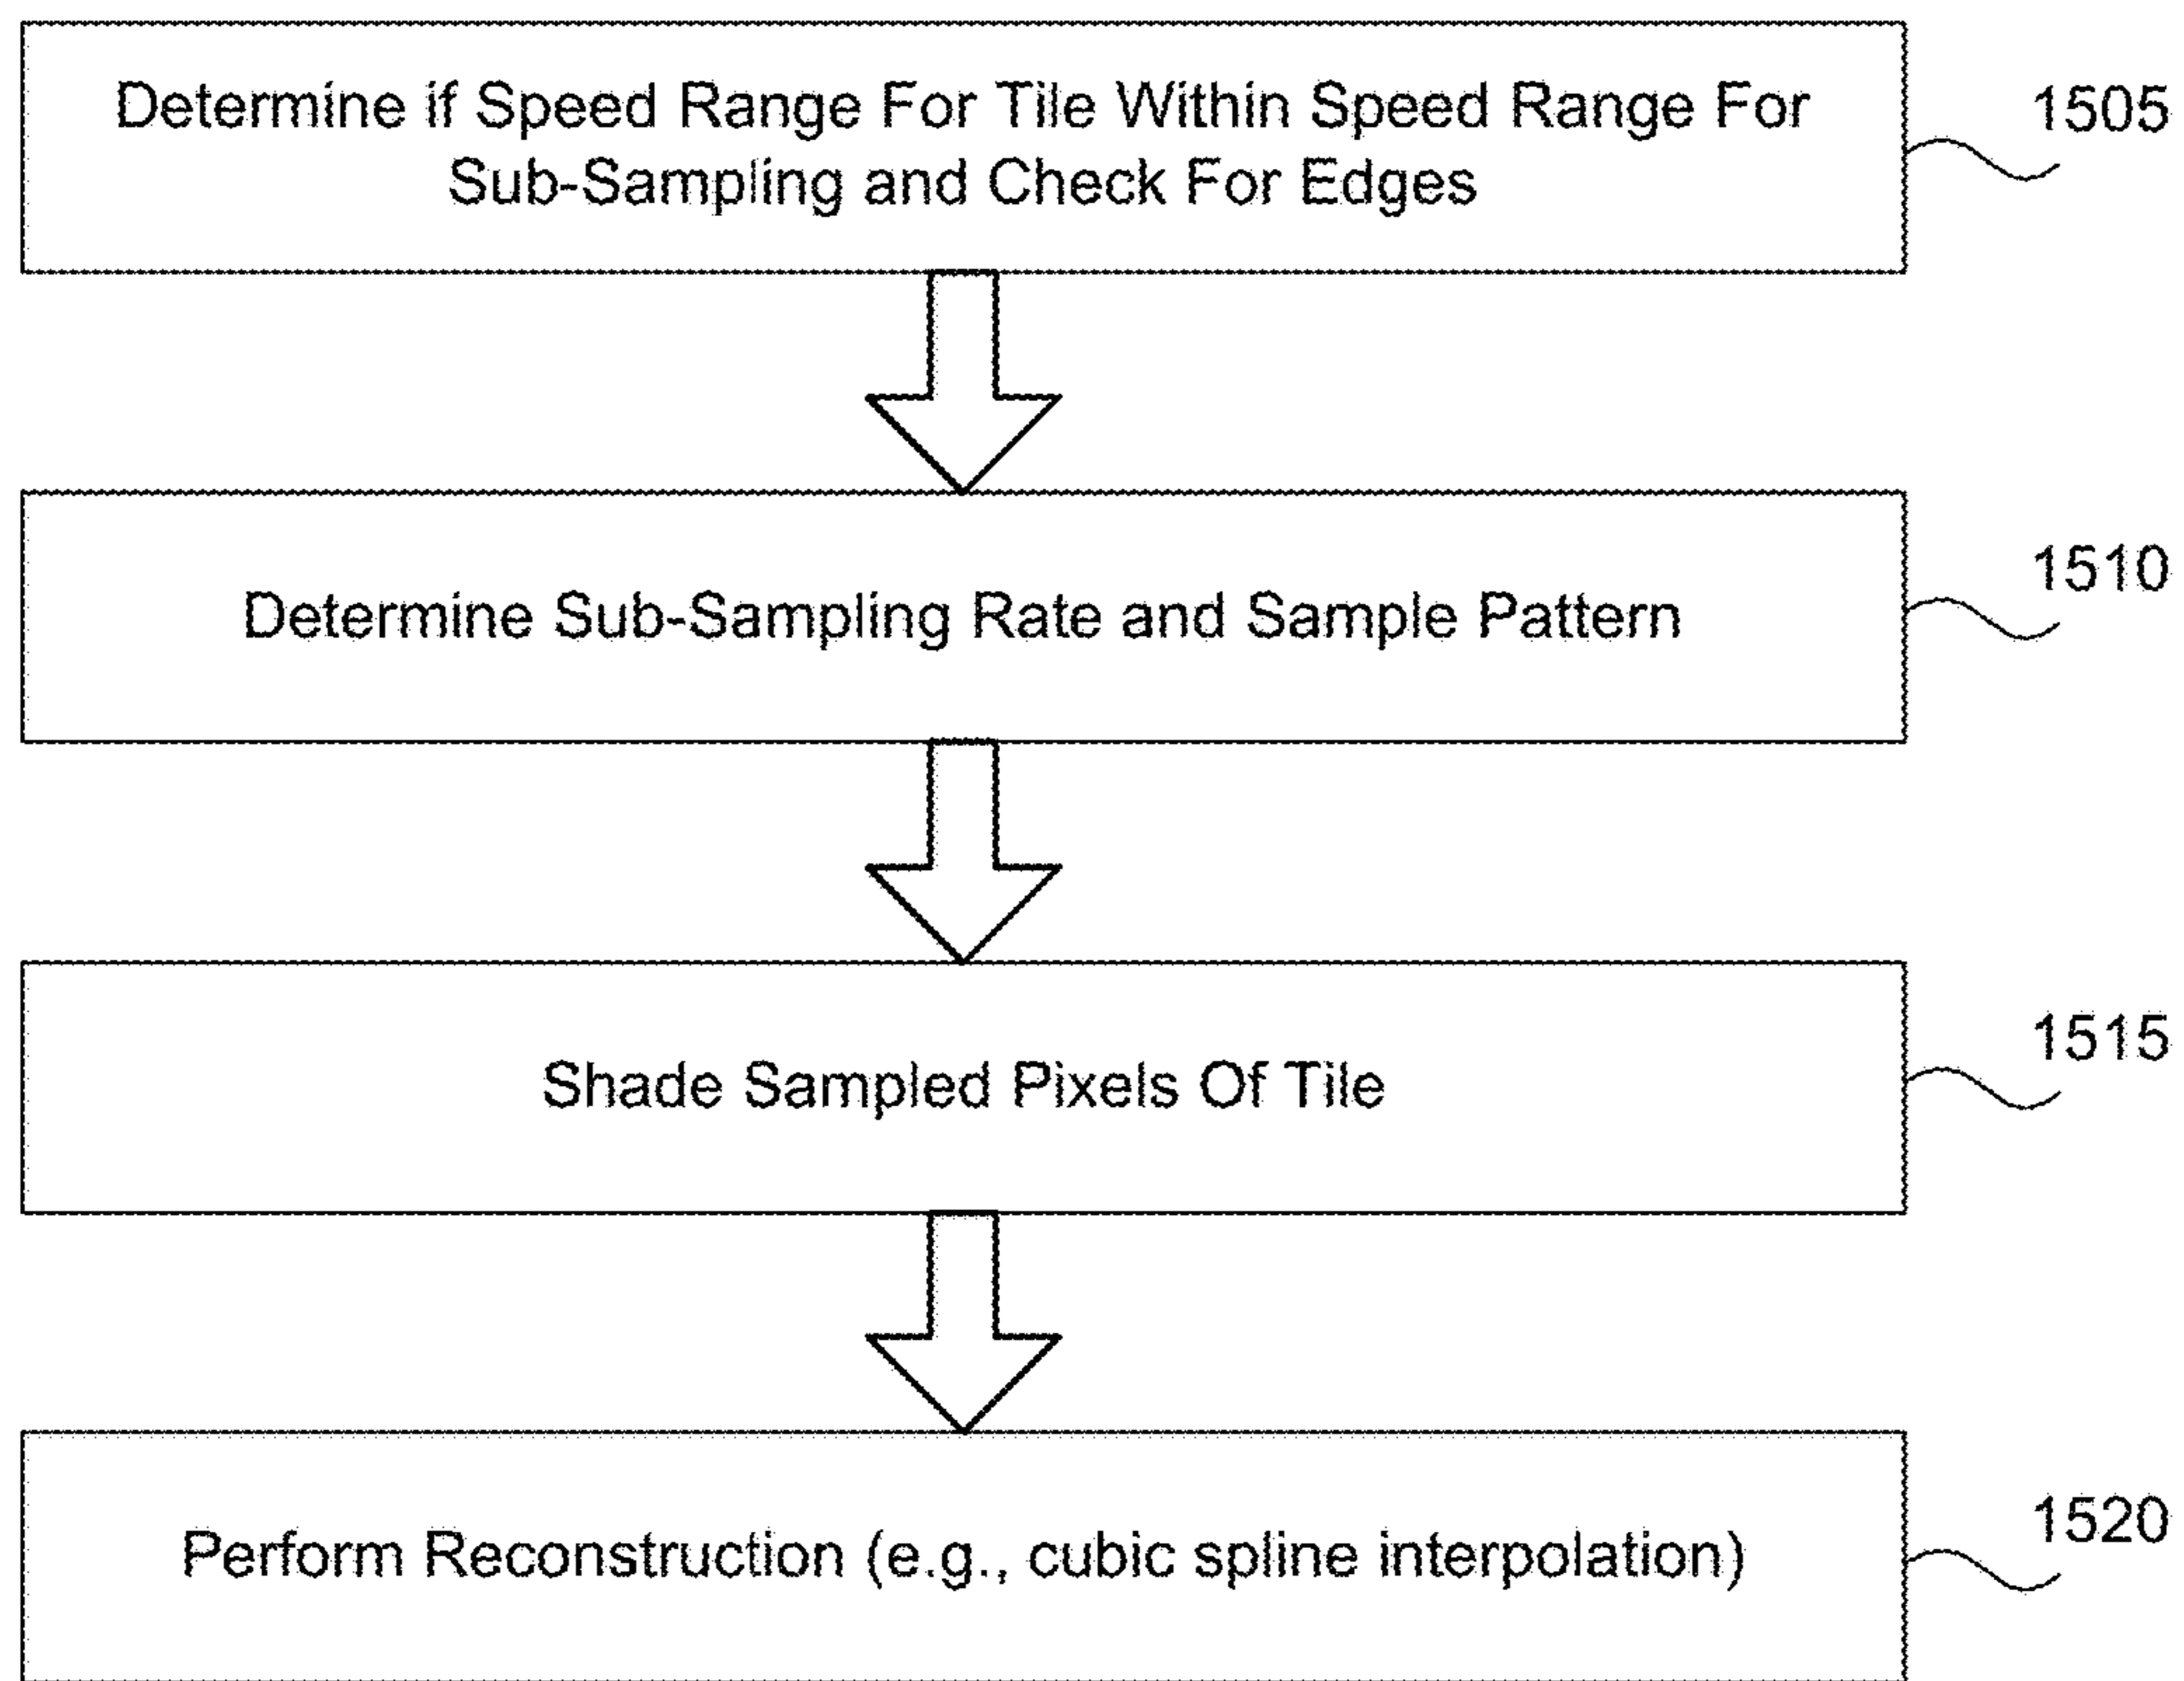 Determine if Speed Range For Tile Within Speed Range For
Sub-Sampling and Check For Edges
1505
Determine Sub-Sampling Rate and Sample Pattern
1510
Shade Sampled Pixels Of Tile
1515
Perform Reconstruction (e.g., cubic spline interpolation)
1520